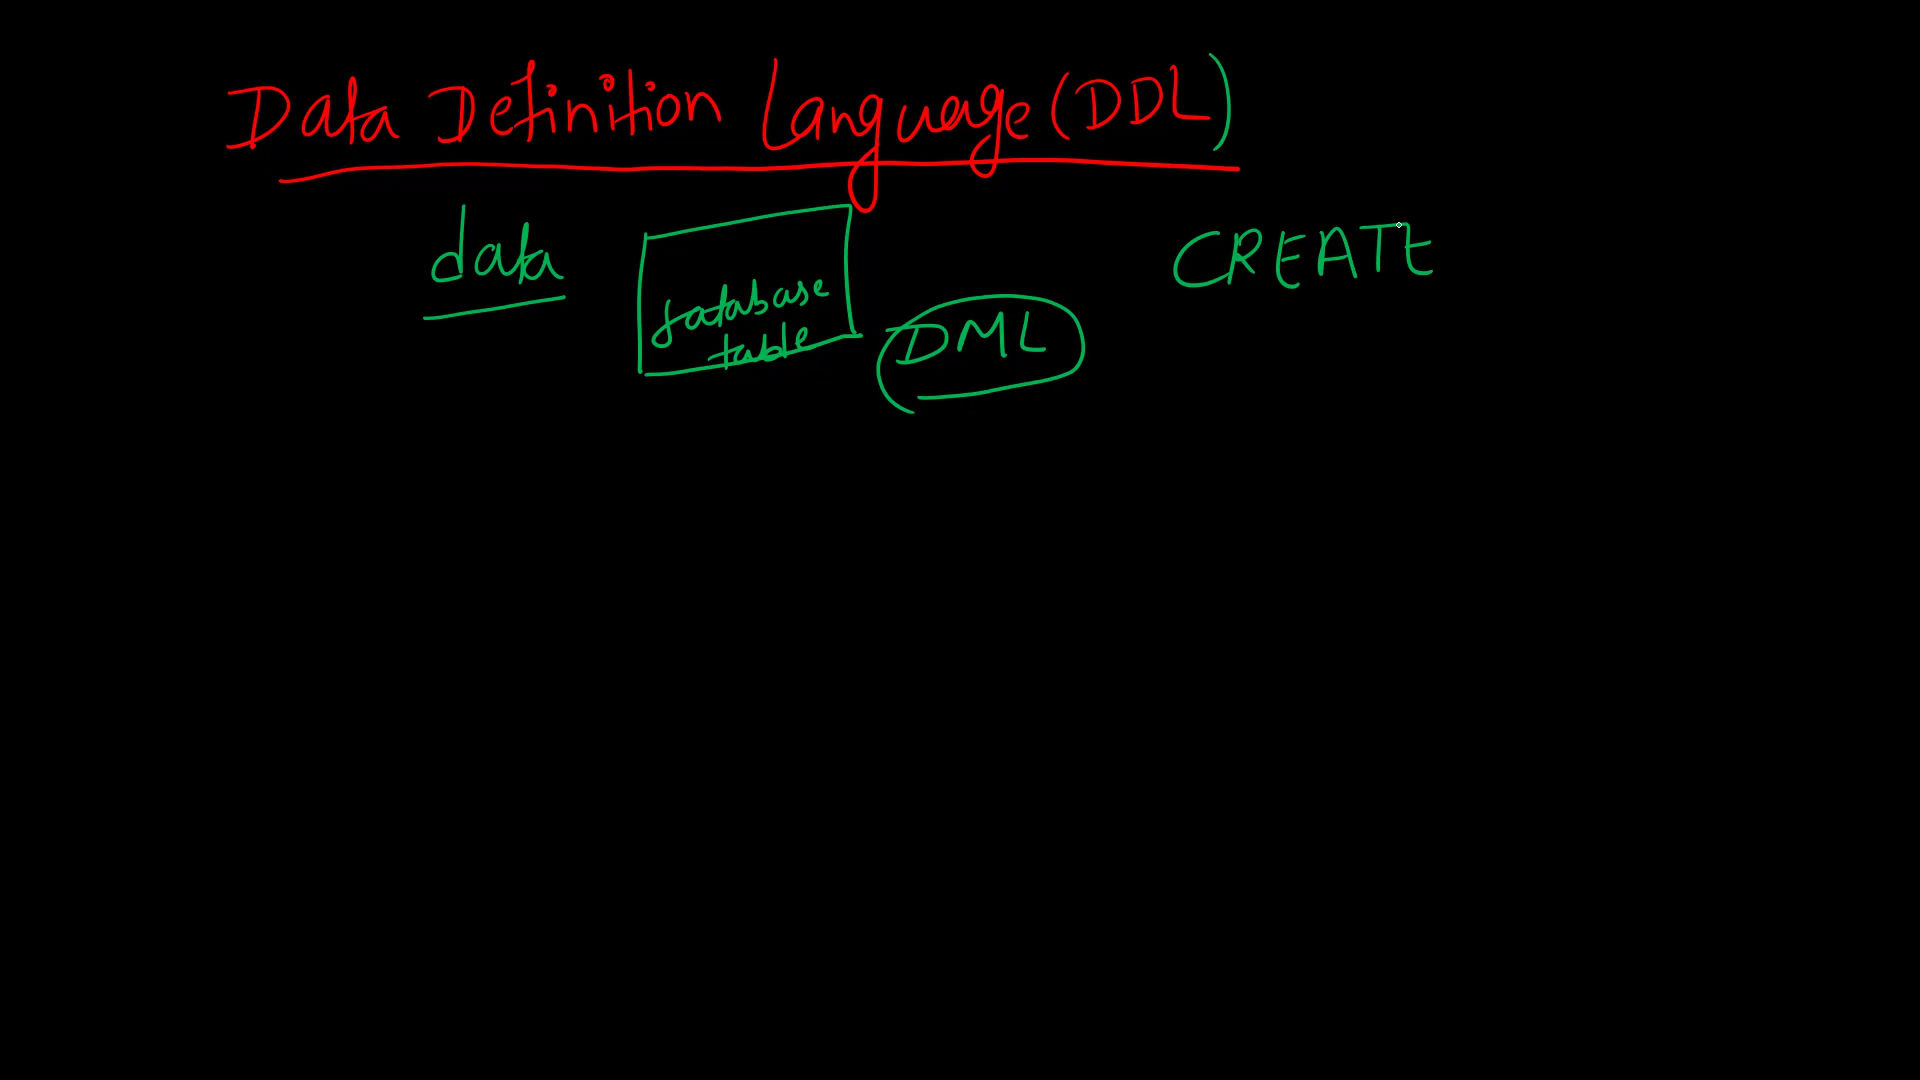 Data Definition Language (DDL)
data
database
table
DML
CREATE